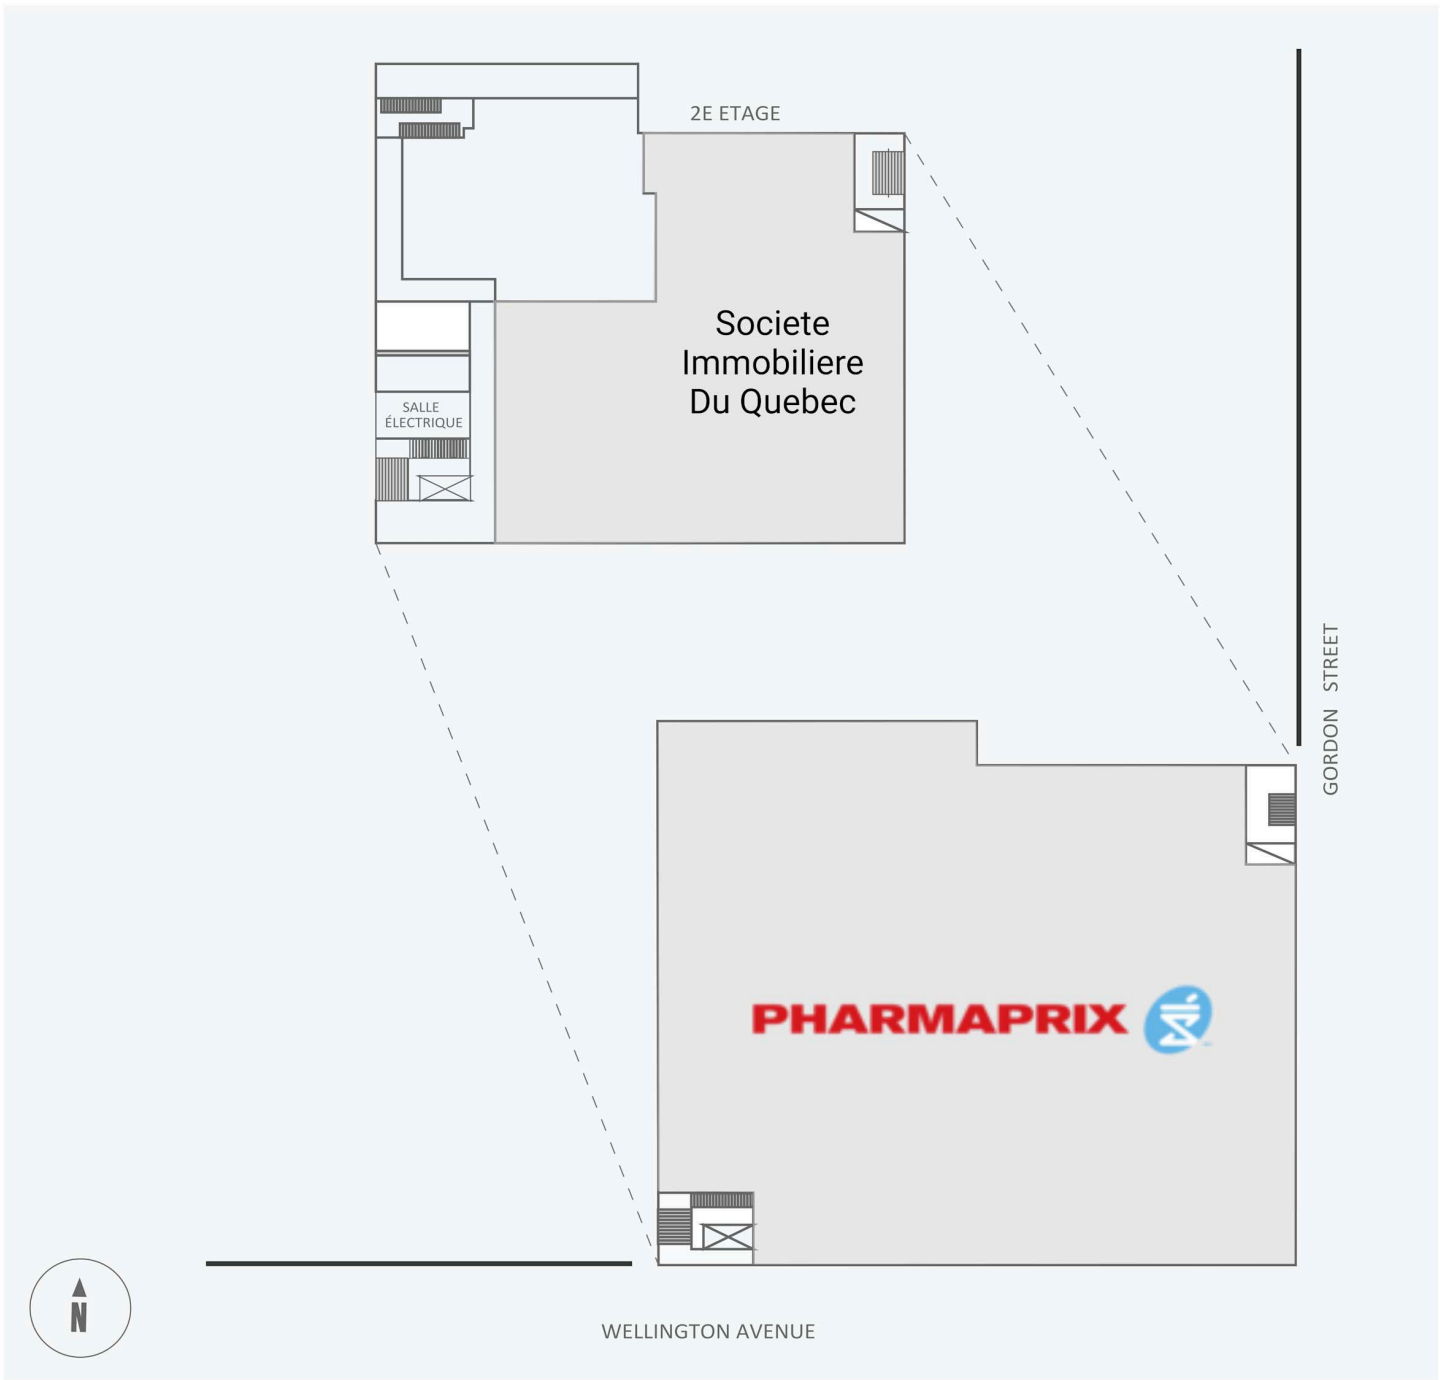 2E ETAGE
Societe
Immobiliere
Du Quebec
SALLE
ÉLECTRIQUE
GORDON STREET
PHARMAPRIX
N
WELLINGTON AVENUE